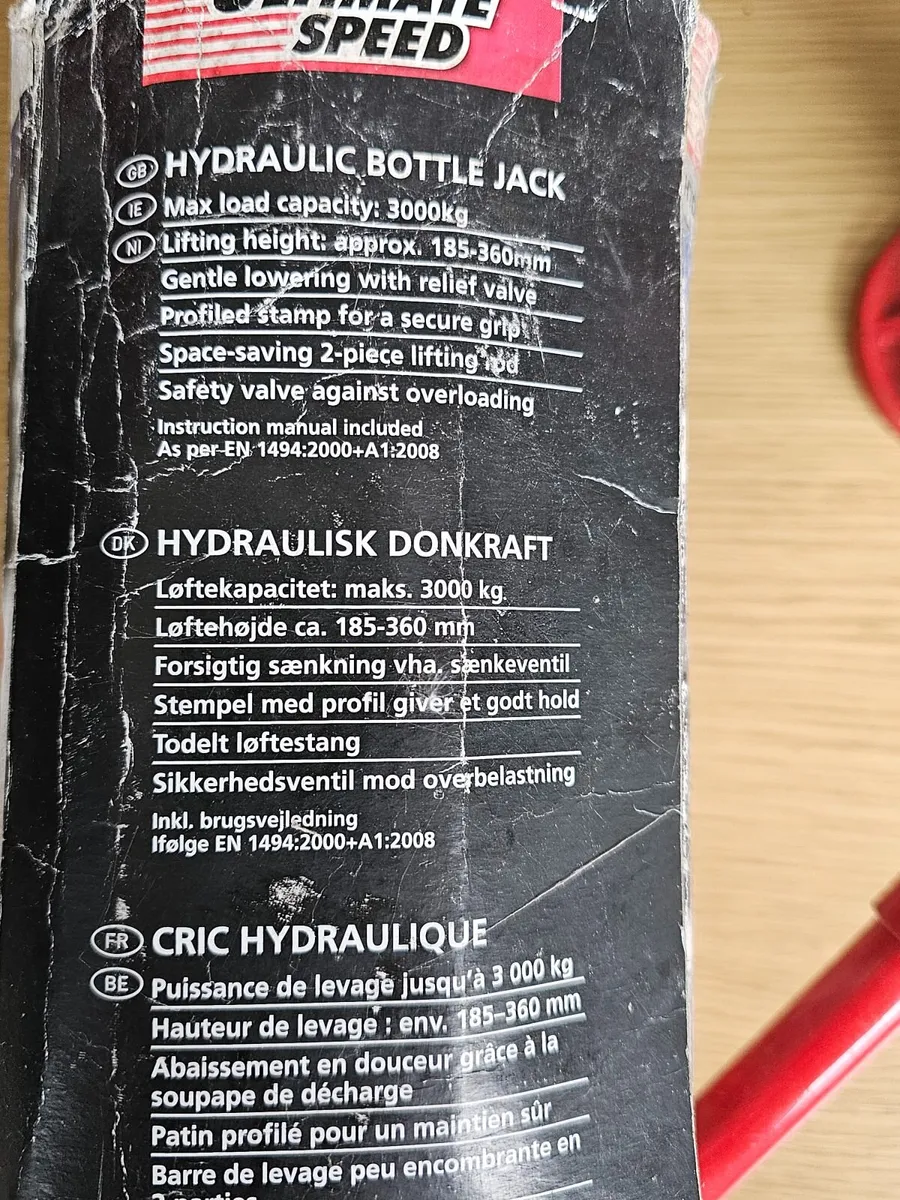 ULTIMATE
SPEED
GB HYDRAULIC BOTTLE JACK
IE Max load capacity: 3000kg
NI Lifting height: approx. 185-360mm
Gentle lowering with relief valve
Profiled stamp for a secure grip
Space-saving 2-piece lifting rod
Safety valve against overloading
Instruction manual included
As per EN 1494:2000+A1:2008
DK HYDRAULISK DONKRAFT
Løftekapacitet: maks. 3000 kg
Løftehøjde ca. 185-360 mm
Forsigtig sænkning vha. sænkeventil
Stempel med profil giver et godt hold
Todelt løftestang
Sikkerhedsventil mod overbelastning
Inkl. brugsvejledning
Ifølge EN 1494:2000+A1:2008
FR CRIC HYDRAULIQUE
BE Puissance de levage jusqu'à 3 000 kg
Hauteur de levage : env. 185–360 mm
Abaissement en douceur grâce à la
soupape de décharge
Patin profilé pour un maintien sûr
Barre de levage peu encombrante en
2 parties